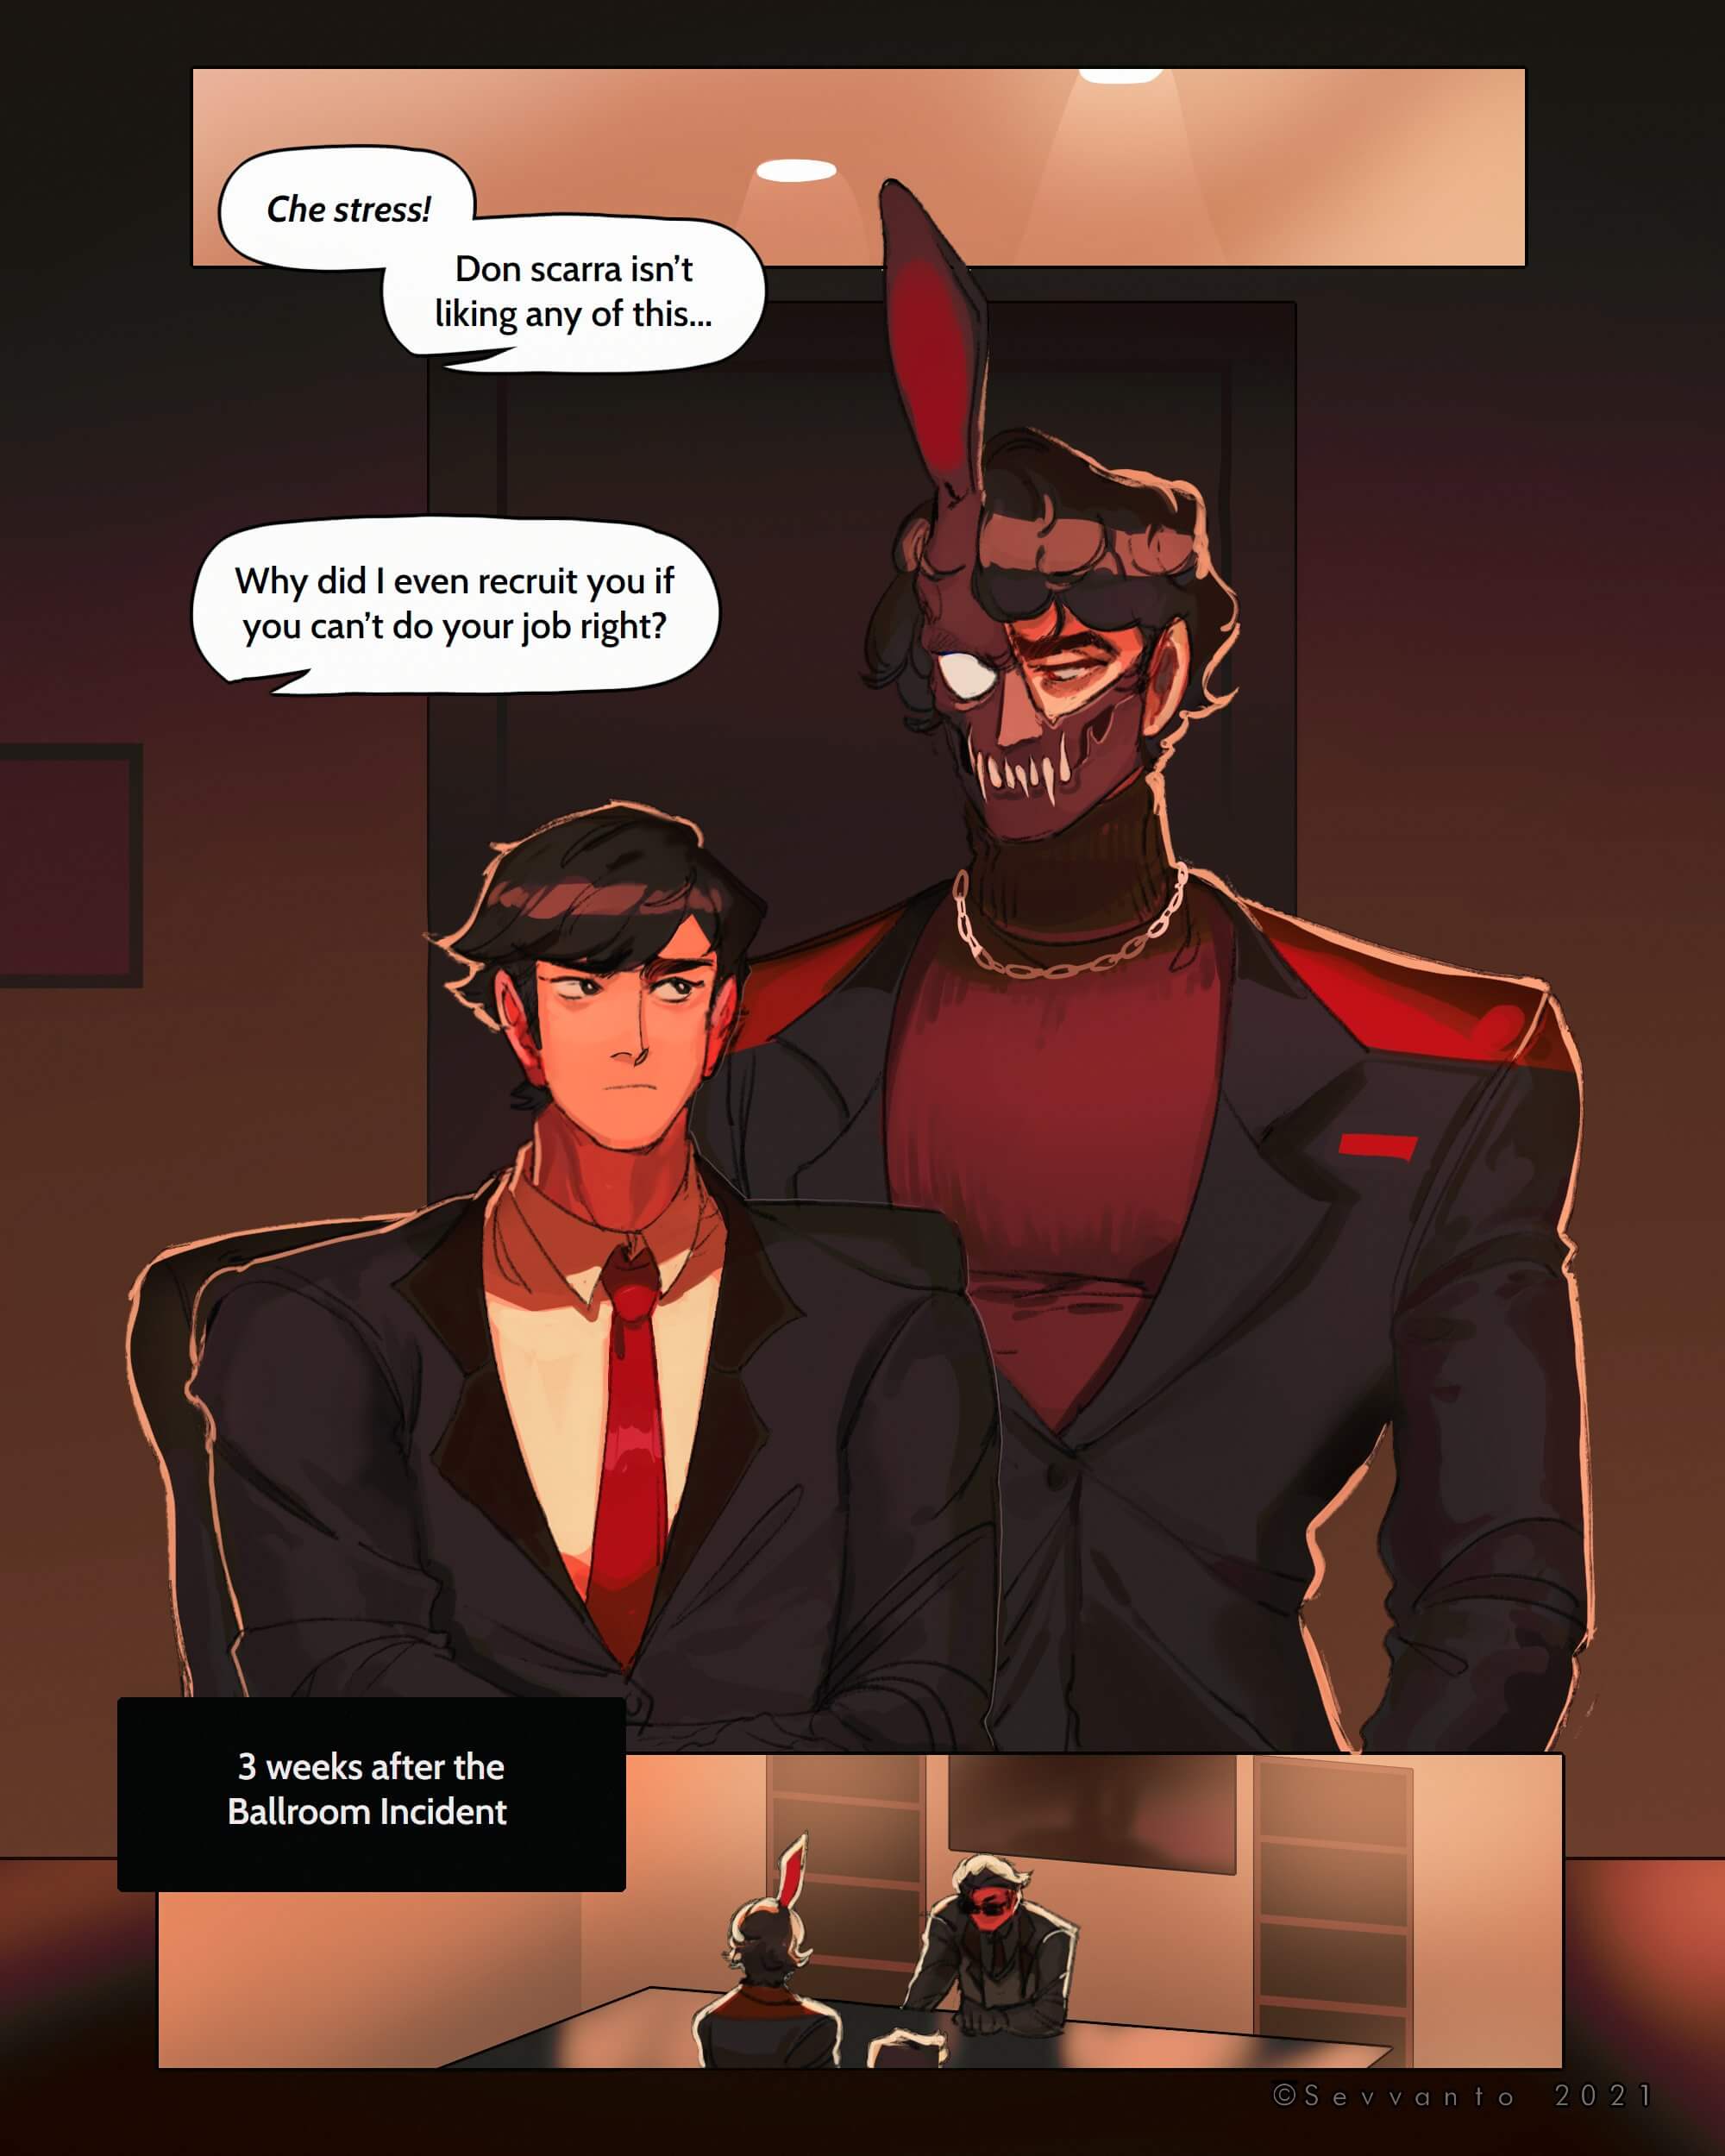 Che stress!
Don scarra isn't
liking any of this...
Why did I even recruit you if
you can't do your job right?
3 weeks after the
Ballroom Incident
©Sevvanto 2021